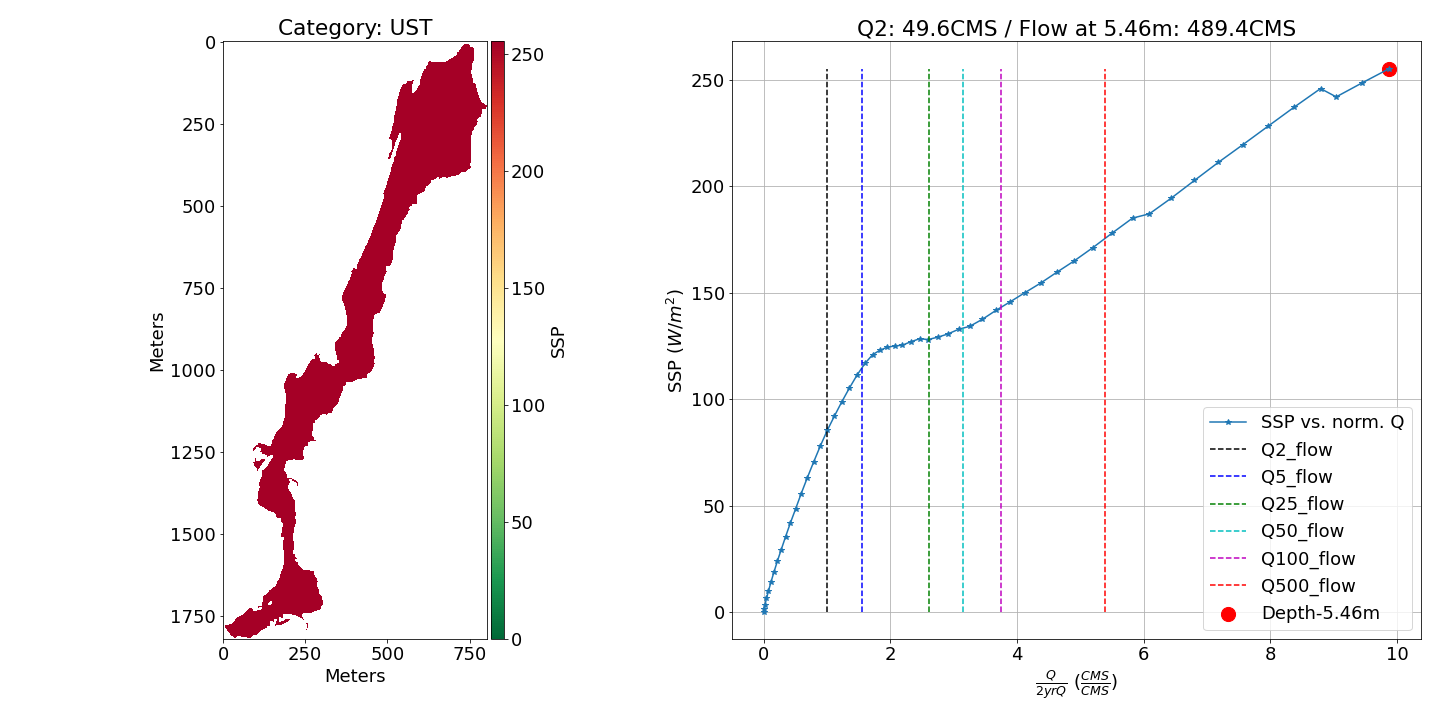 Category: UST
0
250
500
750
1000
1250
1500
1750
Meters
0
250
500
750
Meters
250
200
150
100
50
0
SSP
Q2: 49.6CMS / Flow at 5.46m: 489.4CMS
250
200
150
100
50
0
SSP (W/m²)
0
2
4
6
8
10
Q/2yrQ (CMS/CMS)
SSP vs. norm. Q
Q2_flow
Q5_flow
Q25_flow
Q50_flow
Q100_flow
Q500_flow
Depth-5.46m